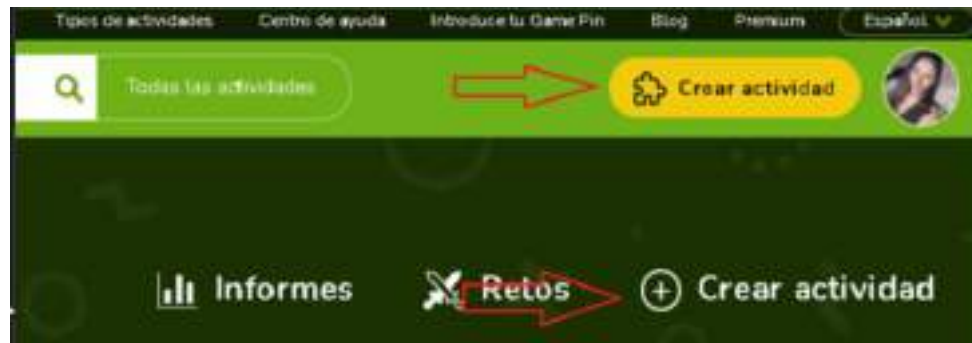 Tipos de actividades Centro de ayuda Introduce tu Game Pin Blog Premium Español
Todas las actividades Crear actividad
Informes Retos Crear actividad